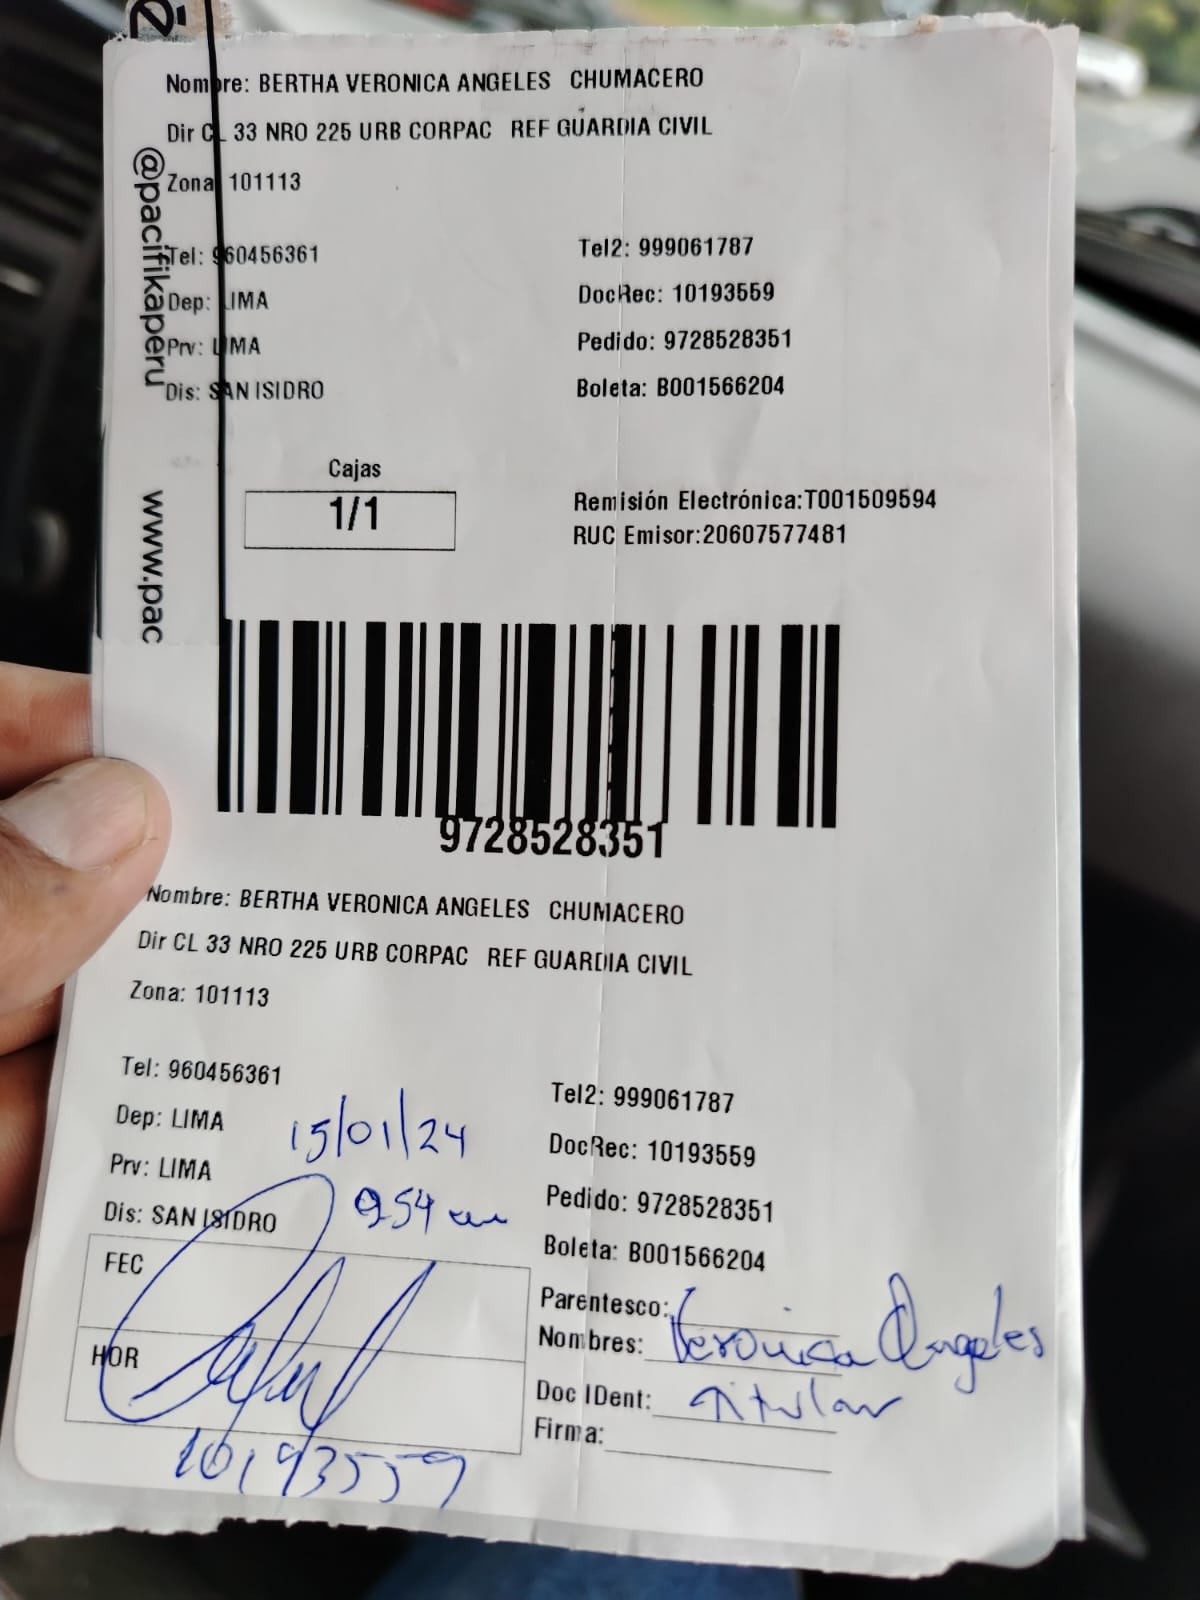 Nombre: BERTHA VERONICA ANGELES CHUMACERO
Dir CL 33 NRO 225 URB CORPAC REF GUARDIA CIVIL
Zona 101113
Tel: 960456361
Tel2: 999061787
Dep: LIMA
DocRec: 10193559
Prv: LIMA
Pedido: 9728528351
Dis: SAN ISIDRO
Boleta: B001566204
@pacifikaperu
www.pac
Cajas
1/1
Remisión Electrónica:T001509594
RUC Emisor:20607577481
9728528351
Nombre: BERTHA VERONICA ANGELES CHUMACERO
Dir CL 33 NRO 225 URB CORPAC REF GUARDIA CIVIL
Zona: 101113
Tel: 960456361
Tel2: 999061787
Dep: LIMA
15/01/24
DocRec: 10193559
Prv: LIMA
954 am
Pedido: 9728528351
Dis: SAN ISIDRO
Boleta: B001566204
FEC
HOR
Parentesco:
Nombres: Veronica Angeles
Doc IDent: Titular
Firma:
10193559